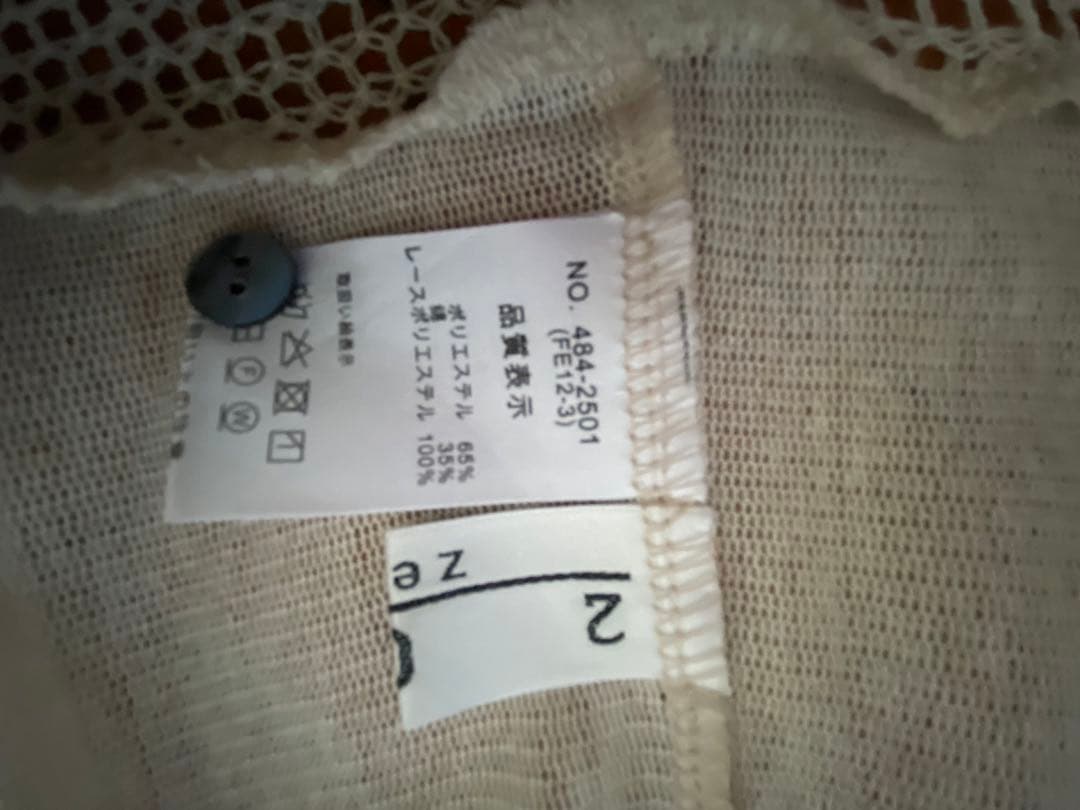 NO. 484-2501
(FE12-3)
品質表示
ポリエステル 65%
綿 35%
レースポリエステル 100%
取扱い絵表示
F
W
2